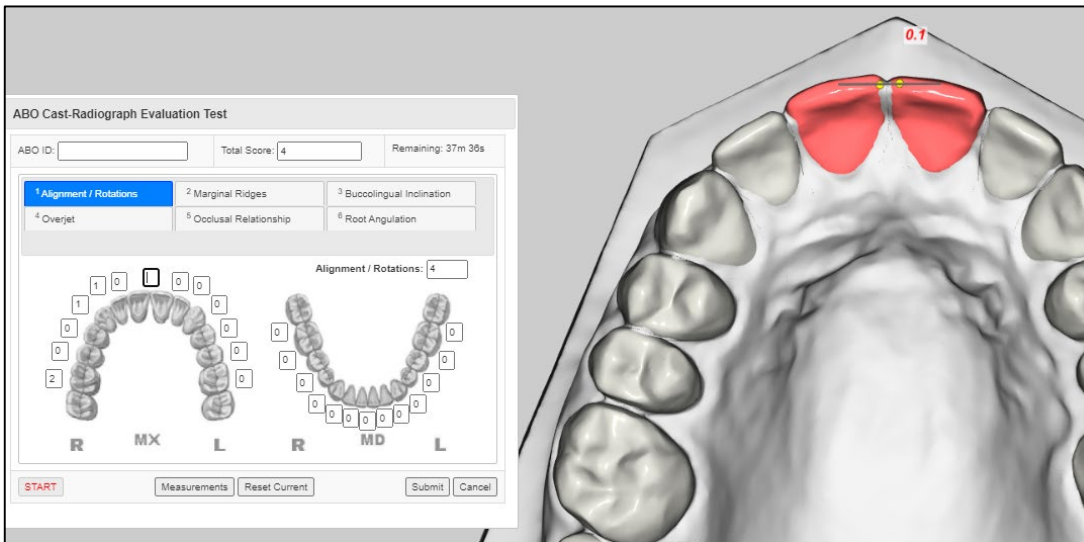 0.1
ABO Cast-Radiograph Evaluation Test
ABO ID: Total Score: 4 Remaining: 37m 36s
1 Alignment / Rotations 2 Marginal Ridges 3 Buccolingual Inclination
4 Overjet 5 Occlusal Relationship 6 Root Angulation
Alignment / Rotations: 4
1 0 0 0
1 0
0 0 0 0
0 0 0 0
2 0 0 0
0 0
0 0 0 0 0 0
R MX L R MD L
START Measurements Reset Current Submit Cancel